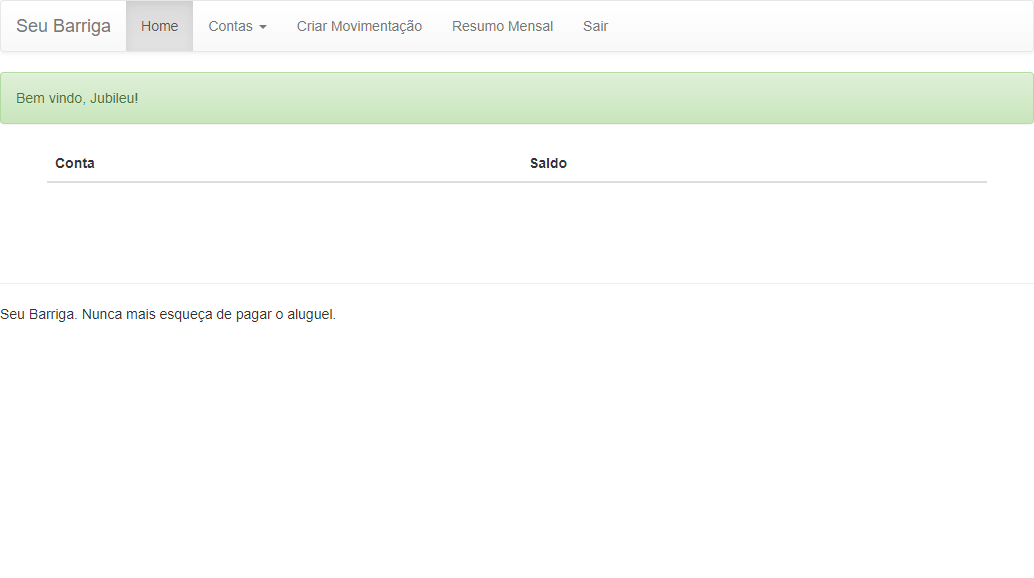 Seu Barriga Home Contas Criar Movimentação Resumo Mensal Sair
Bem vindo, Jubileu!
Conta Saldo
Seu Barriga. Nunca mais esqueça de pagar o aluguel.